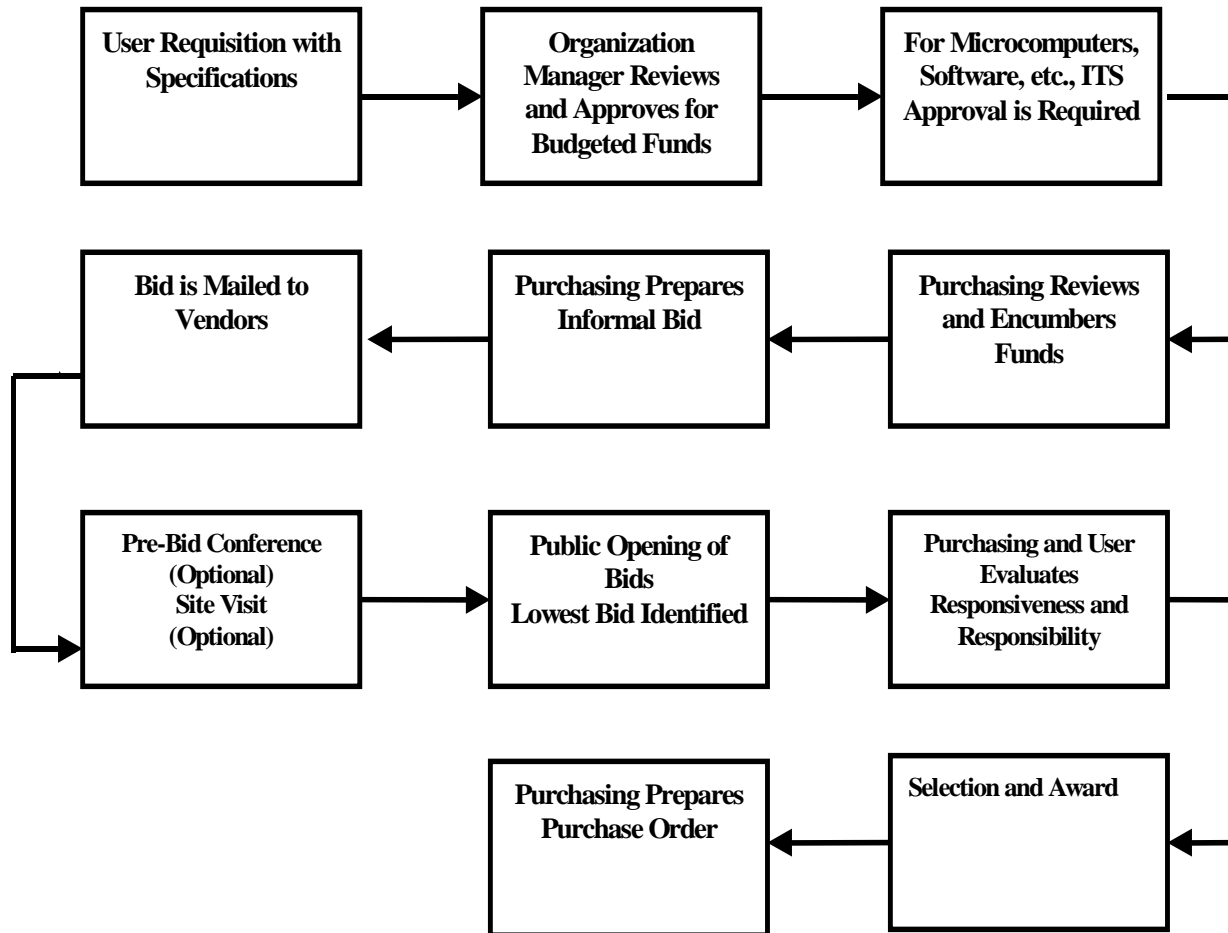 User Requisition with
Specifications
Organization
Manager Reviews
and Approves for
Budgeted Funds
For Microcomputers,
Software, etc., ITS
Approval is Required
Purchasing Reviews
and Encumbers
Funds
Purchasing Prepares
Informal Bid
Bid is Mailed to
Vendors
Pre-Bid Conference
(Optional)
Site Visit
(Optional)
Public Opening of
Bids
Lowest Bid Identified
Purchasing and User
Evaluates
Responsiveness and
Responsibility
Selection and Award
Purchasing Prepares
Purchase Order